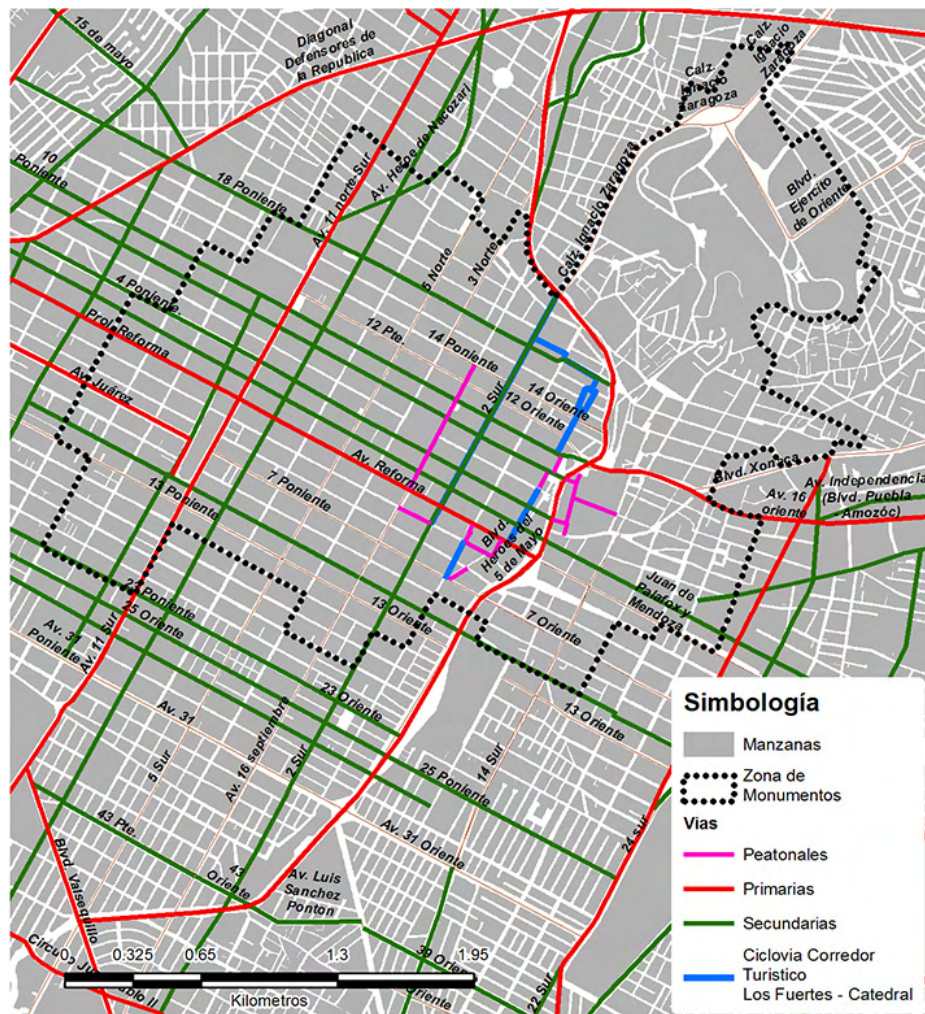 15 de mayo
Diagonal
Defensores de
la Republica
Calz.
Ignacio
Zaragoza
Calz.
Ignacio
Zaragoza
10
Poniente
18 Poniente
Av. Heroe de Nacozari
Av. 11 norte-Sur
Calz. Ignacio Zaragoza
Blvd.
Ejercito
de Oriente
5 Norte
3 Norte
4 Poniente.
Prol. Reforma
12 Pte.
14 Poniente
Av. Juárez
2 Sur
14 Oriente
12 Oriente
Av. Reforma
7 Poniente
13 Poniente
Blvd.
Heroes del
5 de Mayo
Blvd. Xonaca
Av. 16
oriente
Av. Independencia
(Blvd. Puebla
Amozóc)
Juan de
Palafox y
Mendoza
23 Poniente
25 Oriente
13 Oriente
7 Oriente
Av. 31
Poniente
Av. 11 Sur
Av. 31
23 Oriente
13 Oriente
5 Sur
Av. 16 septiembre
2 Sur
14 Sur
25 Poniente
24 sur
43 Pte.
Av. 31 Oriente
Blvd. Valsequillo
43
Oriente
Av. Luis
Sanchez
Ponton
39 Oriente
Oriente
22 Sur
0 0.325 0.65 1.3 1.95
Kilometros
Simbología
Manzanas
Zona de
Monumentos
Vias
Peatonales
Primarias
Secundarias
Ciclovia Corredor
Turistico
Los Fuertes - Catedral